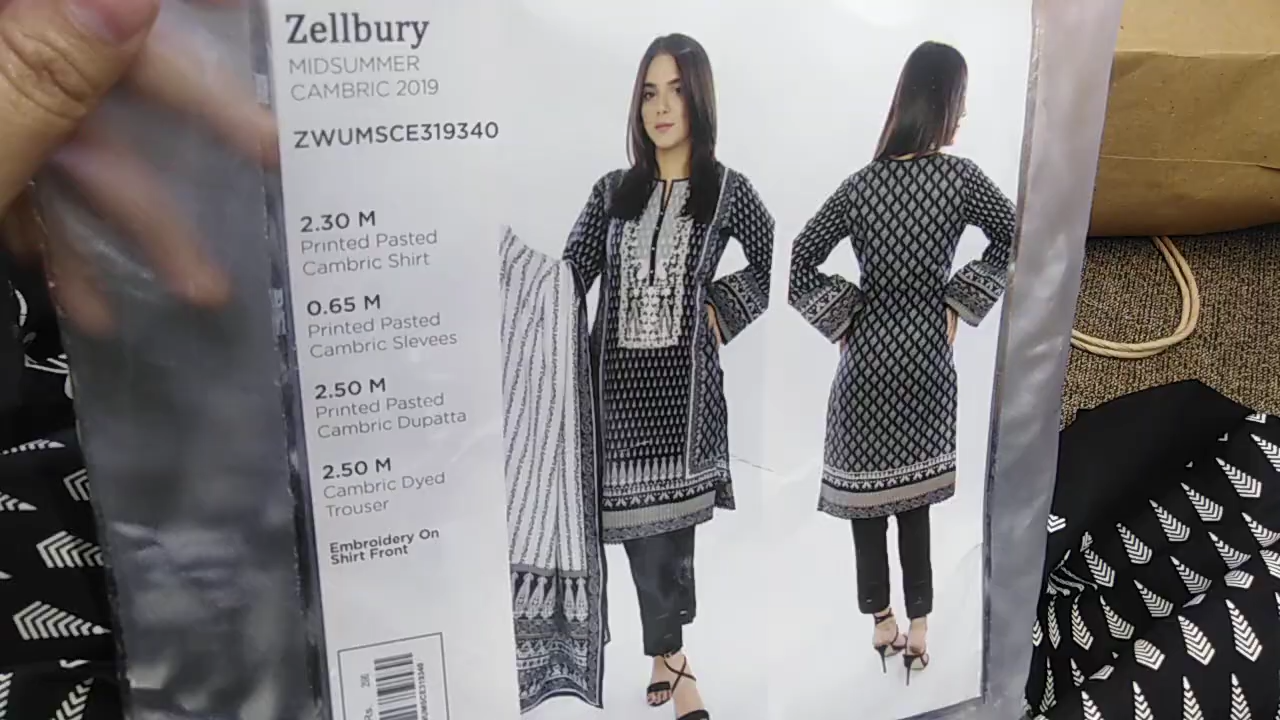 Zellbury
MIDSUMMER
CAMBRIC 2019
ZWUMSCE319340
2.30 M
Printed Pasted
Cambric Shirt
0.65 M
Printed Pasted
Cambric Slevees
2.50 M
Printed Pasted
Cambric Dupatta
2.50 M
Cambric Dyed
Trouser
Embroidery On
Shirt Front
Rs.